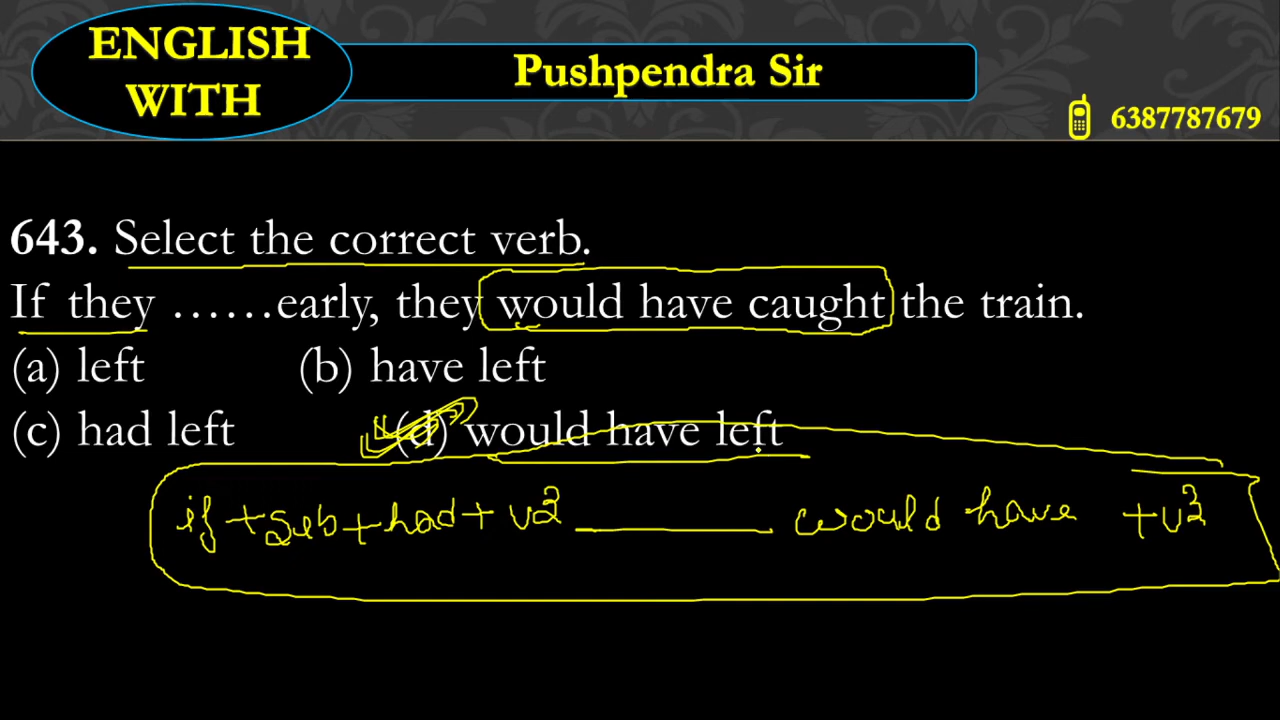 ENGLISH
WITH
Pushpendra Sir
6387787679
643. Select the correct verb.
If they ......early, they would have caught the train.
(a) left (b) have left
(c) had left (d) would have left
if + sub + had + v3 ________ would have + v3